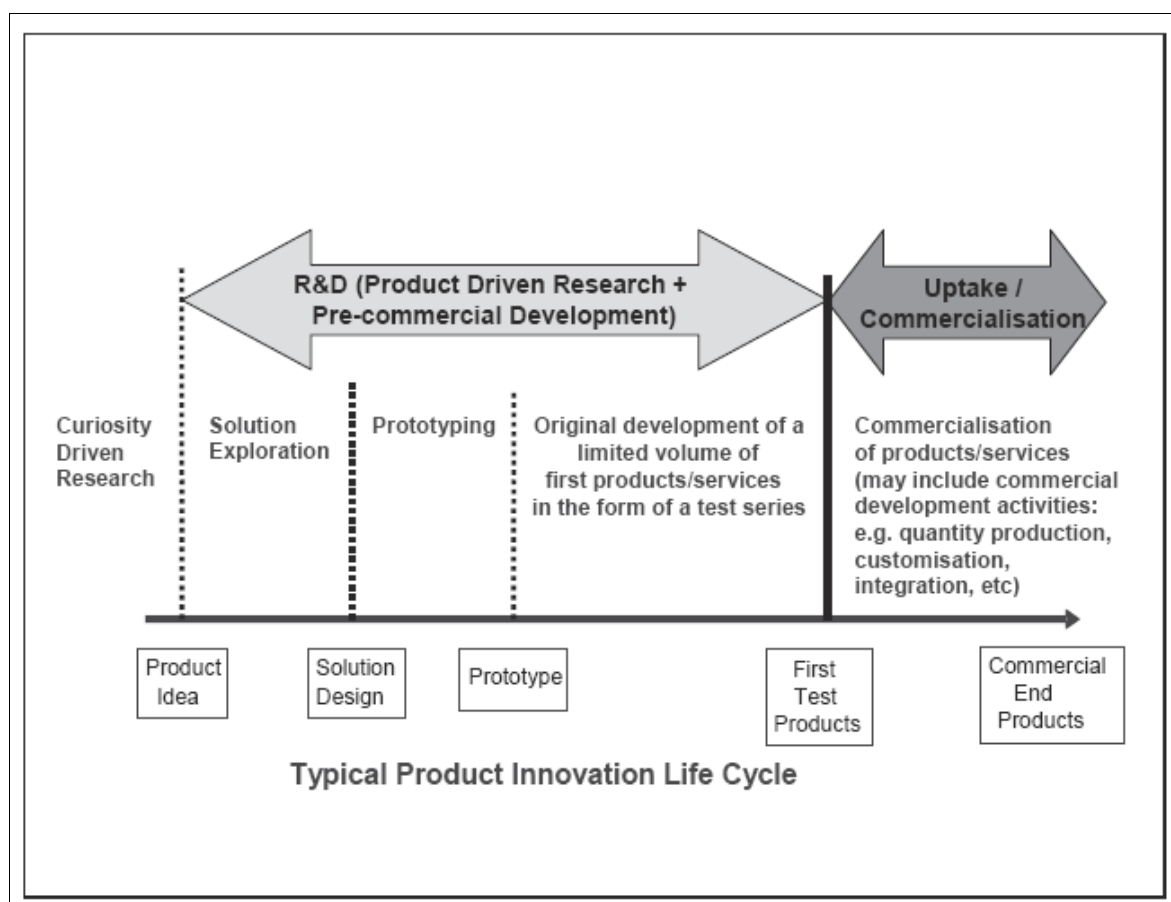 R&D (Product Driven Research +
Pre-commercial Development)
Uptake /
Commercialisation
Curiosity
Driven
Research
Solution
Exploration
Prototyping
Original development of a
limited volume of
first products/services
in the form of a test series
Commercialisation
of products/services
(may include commercial
development activities:
e.g. quantity production,
customisation,
integration, etc)
Product
Idea
Solution
Design
Prototype
First
Test
Products
Commercial
End
Products
Typical Product Innovation Life Cycle